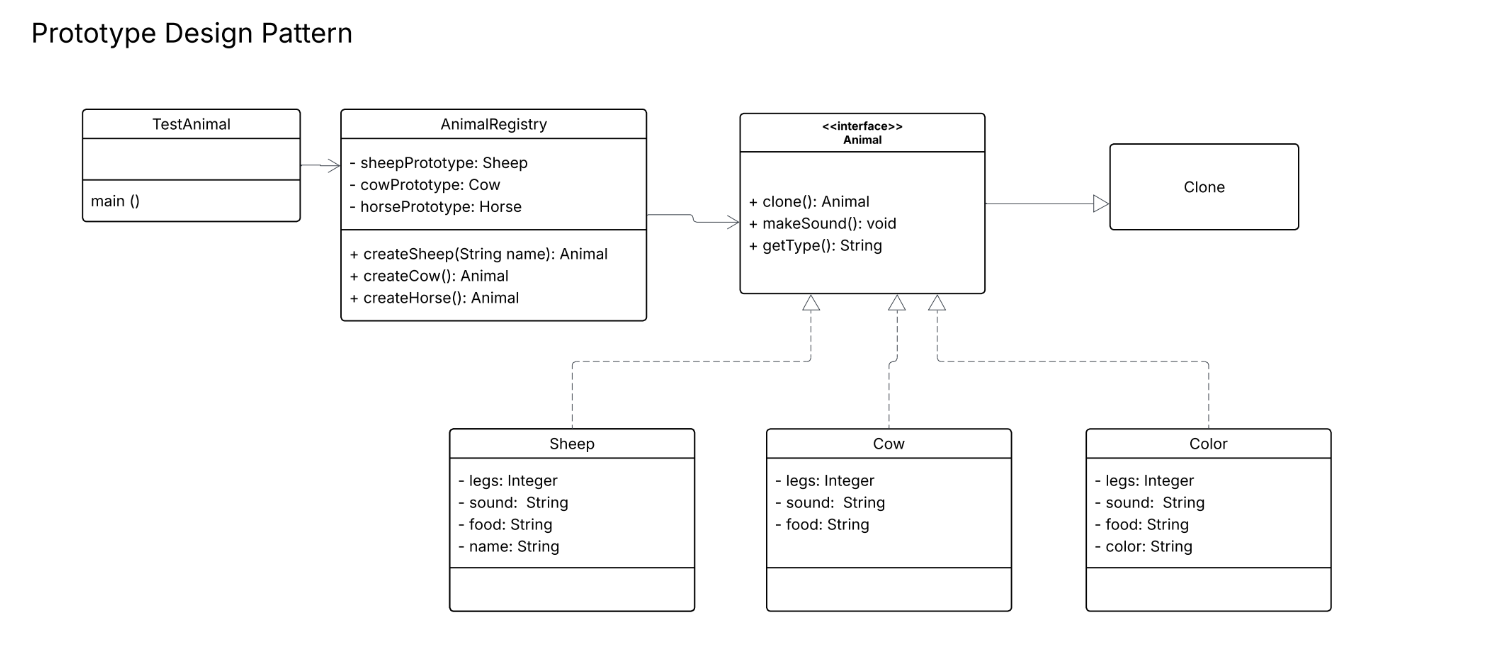 Prototype Design Pattern
TestAnimal
main ()
AnimalRegistry
- sheepPrototype: Sheep
- cowPrototype: Cow
- horsePrototype: Horse
+ createSheep(String name): Animal
+ createCow(): Animal
+ createHorse(): Animal
<<interface>>
Animal
+ clone(): Animal
+ makeSound(): void
+ getType(): String
Clone
Sheep
- legs: Integer
- sound:  String
- food: String
- name: String
Cow
- legs: Integer
- sound:  String
- food: String
Color
- legs: Integer
- sound:  String
- food: String
- color: String